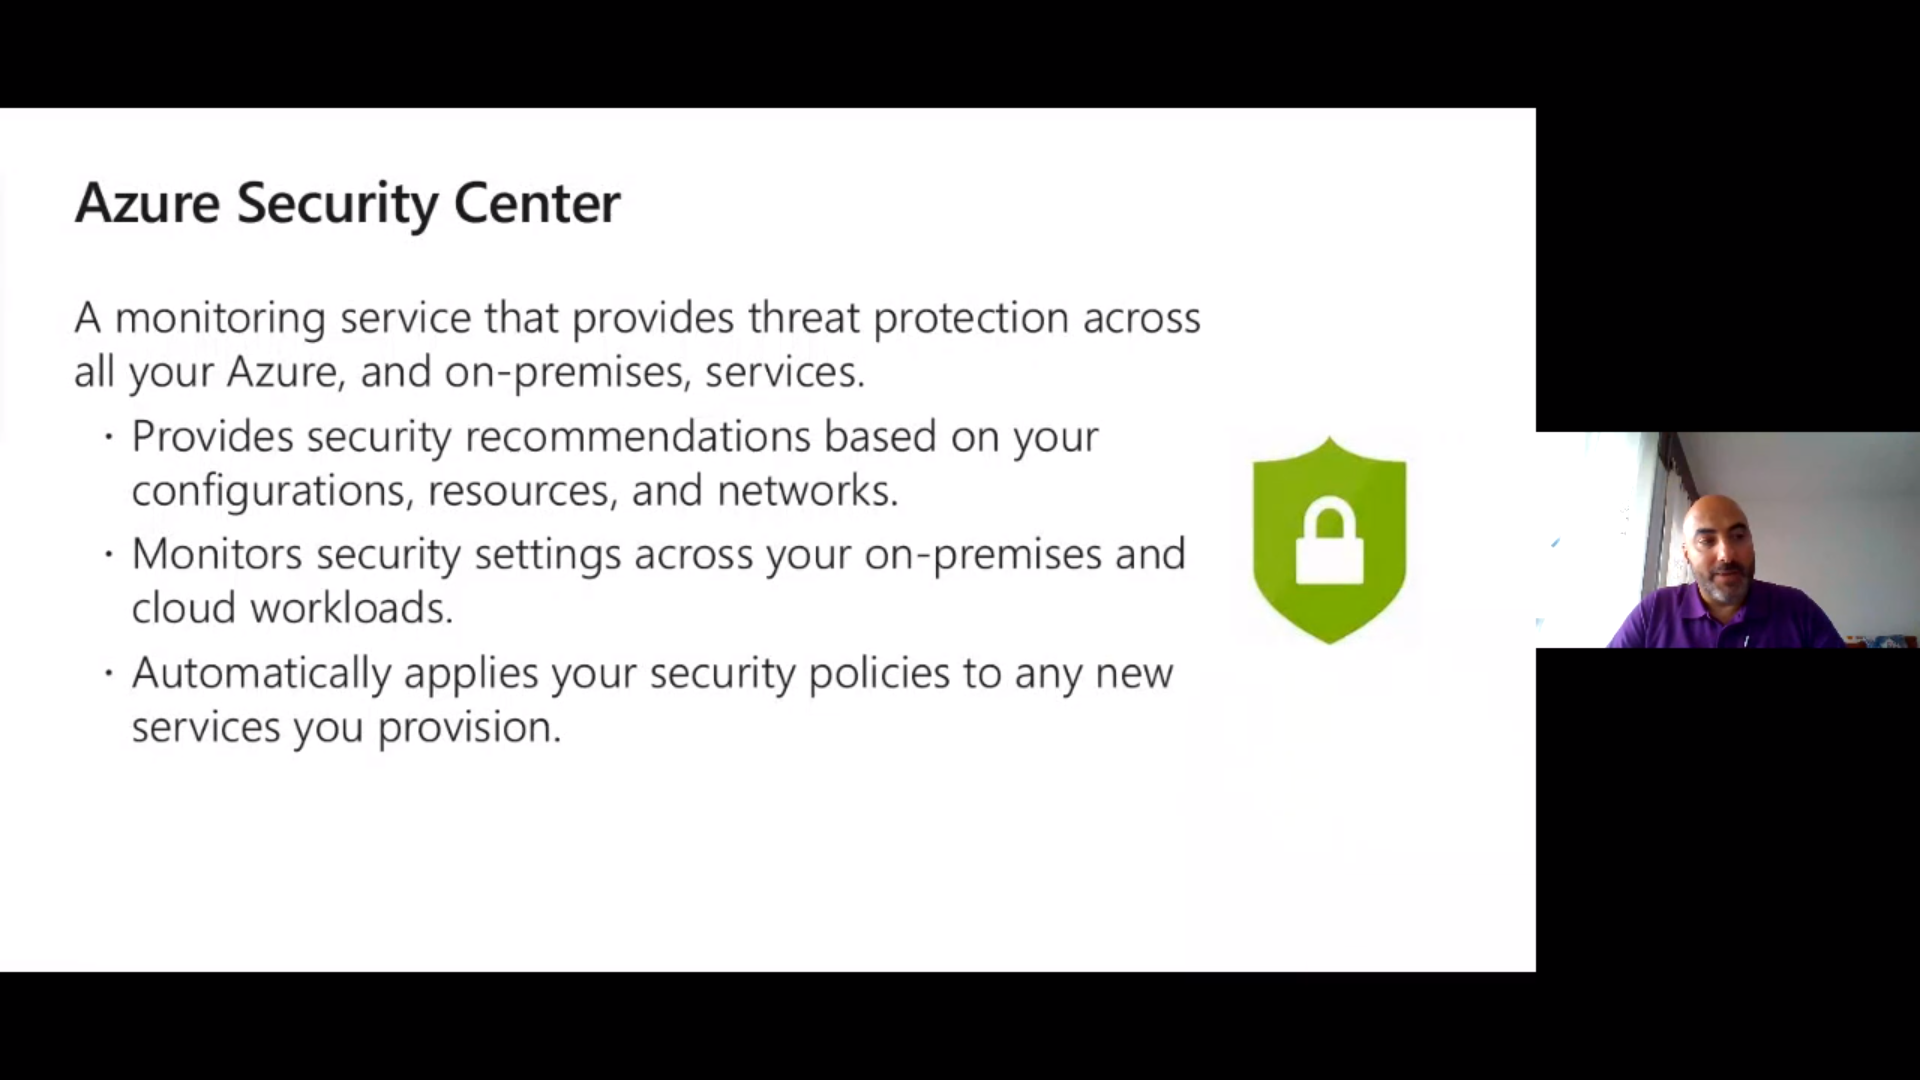 Azure Security Center
A monitoring service that provides threat protection across
all your Azure, and on-premises, services.
· Provides security recommendations based on your
configurations, resources, and networks.
· Monitors security settings across your on-premises and
cloud workloads.
· Automatically applies your security policies to any new
services you provision.